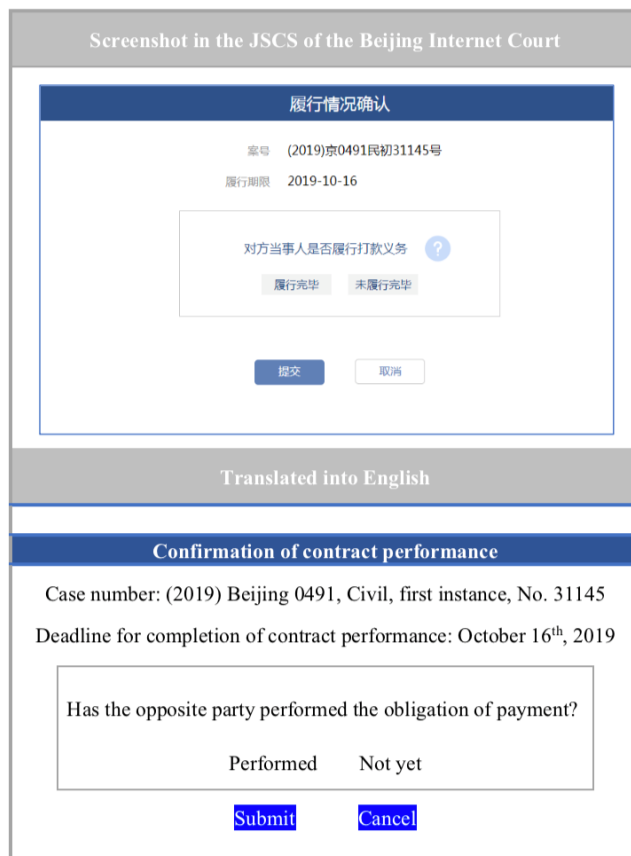 Screenshot in the JSCS of the Beijing Internet Court
履行情况确认
案号 (2019)京0491民初31145号
履行期限 2019-10-16
对方当事人是否履行打款义务 ?
履行完毕 未履行完毕
提交 取消
Translated into English
Confirmation of contract performance
Case number: (2019) Beijing 0491, Civil, first instance, No. 31145
Deadline for completion of contract performance: October 16th, 2019
Has the opposite party performed the obligation of payment?
Performed Not yet
Submit Cancel